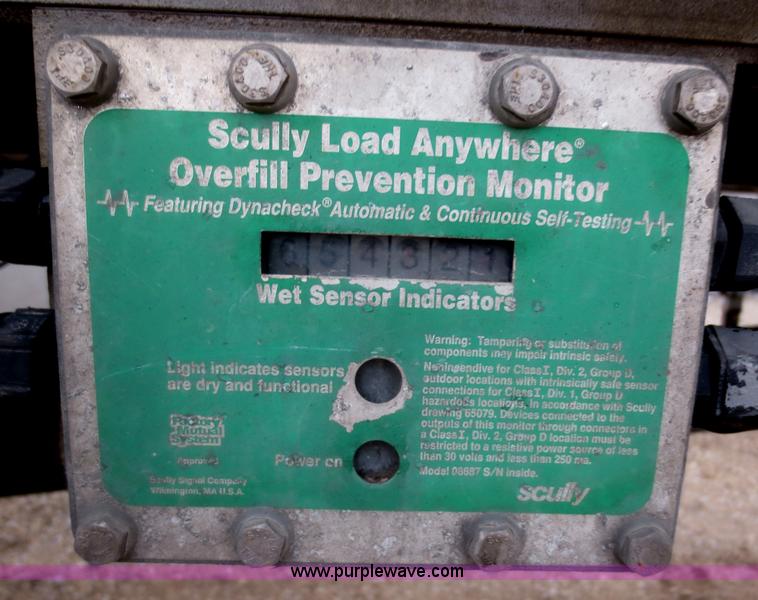 Scully Load Anywhere®
Overfill Prevention Monitor
Featuring Dynacheck® Automatic & Continuous Self-Testing
6 5 4 3 2 1
Wet Sensor Indicators
Light indicates sensors
are dry and functional
Factory
Mutual
System
Approved
Scully Signal Company
Wilmington, MA U.S.A.
Power on
Warning: Tampering or substitution of
components may impair intrinsic safety.
Nonincendive for Class I, Div. 2, Group D,
outdoor locations with intrinsically safe sensor
connections for Class I, Div. 1, Group D
hazardous locations, in accordance with Scully
drawing 65079. Devices connected to the
outputs of this monitor through connectors in
a Class I, Div. 2, Group D location must be
restricted to a resistive power source of less
than 30 volts and less than 250 ma.
Model 08687 S/N inside.
scully
www.purplewave.com